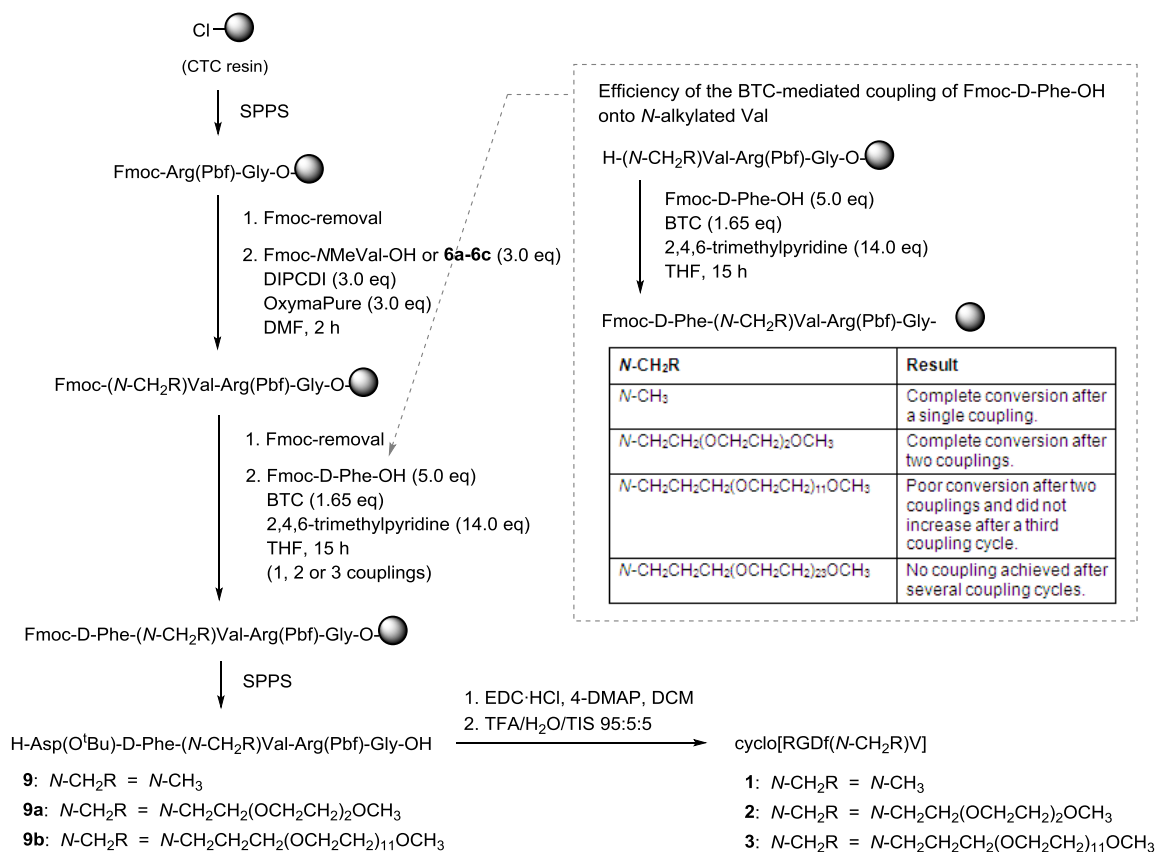 Cl
(CTC resin)
SPPS
Fmoc-Arg(Pbf)-Gly-O-
1. Fmoc-removal
2. Fmoc-NMeVal-OH or 6a-6c (3.0 eq)
DIPCDI (3.0 eq)
OxymaPure (3.0 eq)
DMF, 2 h
Fmoc-(N-CH2R)Val-Arg(Pbf)-Gly-O-
1. Fmoc-removal
2. Fmoc-D-Phe-OH (5.0 eq)
BTC (1.65 eq)
2,4,6-trimethylpyridine (14.0 eq)
THF, 15 h
(1, 2 or 3 couplings)
Fmoc-D-Phe-(N-CH2R)Val-Arg(Pbf)-Gly-O-
SPPS
H-Asp(OtBu)-D-Phe-(N-CH2R)Val-Arg(Pbf)-Gly-OH
9: N-CH2R = N-CH3
9a: N-CH2R = N-CH2CH2(OCH2CH2)2OCH3
9b: N-CH2R = N-CH2CH2CH2(OCH2CH2)11OCH3
1. EDC·HCl, 4-DMAP, DCM
2. TFA/H2O/TIS 95:5:5
cyclo[RGDf(N-CH2R)V]
1: N-CH2R = N-CH3
2: N-CH2R = N-CH2CH2(OCH2CH2)2OCH3
3: N-CH2R = N-CH2CH2CH2(OCH2CH2)11OCH3
Efficiency of the BTC-mediated coupling of Fmoc-D-Phe-OH
onto N-alkylated Val
H-(N-CH2R)Val-Arg(Pbf)-Gly-O-
Fmoc-D-Phe-OH (5.0 eq)
BTC (1.65 eq)
2,4,6-trimethylpyridine (14.0 eq)
THF, 15 h
Fmoc-D-Phe-(N-CH2R)Val-Arg(Pbf)-Gly-
N-CH2R Result
N-CH3 Complete conversion after
a single coupling.
N-CH2CH2(OCH2CH2)2OCH3 Complete conversion after
two couplings.
N-CH2CH2CH2(OCH2CH2)11OCH3 Poor conversion after two
couplings and did not
increase after a third
coupling cycle.
N-CH2CH2CH2(OCH2CH2)23OCH3 No coupling achieved after
several coupling cycles.